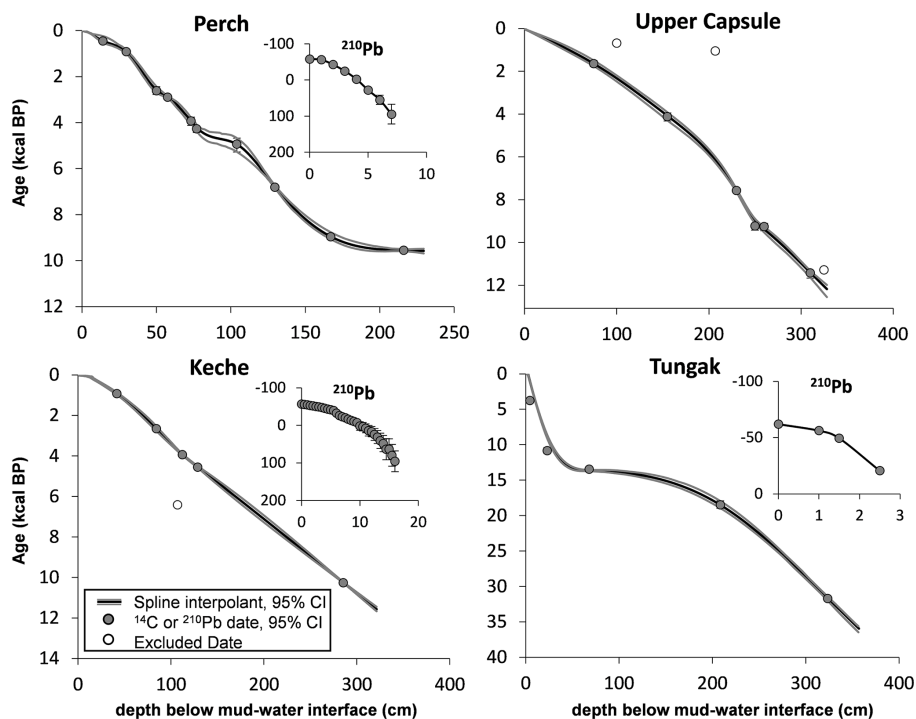 Perch
Age (kcal BP)
0
2
4
6
8
10
12
0 50 100 150 200 250
210Pb
-100
0
100
200
0 5 10
Upper Capsule
0
2
4
6
8
10
12
0 100 200 300 400
Keche
Age (kcal BP)
0
2
4
6
8
10
12
14
0 100 200 300 400
depth below mud-water interface (cm)
210Pb
-100
0
100
200
0 10 20
Spline interpolant, 95% CI
14C or 210Pb date, 95% CI
Excluded Date
Tungak
0
5
10
15
20
25
30
35
40
0 100 200 300 400
depth below mud-water interface (cm)
210Pb
-100
-50
0
0 1 2 3